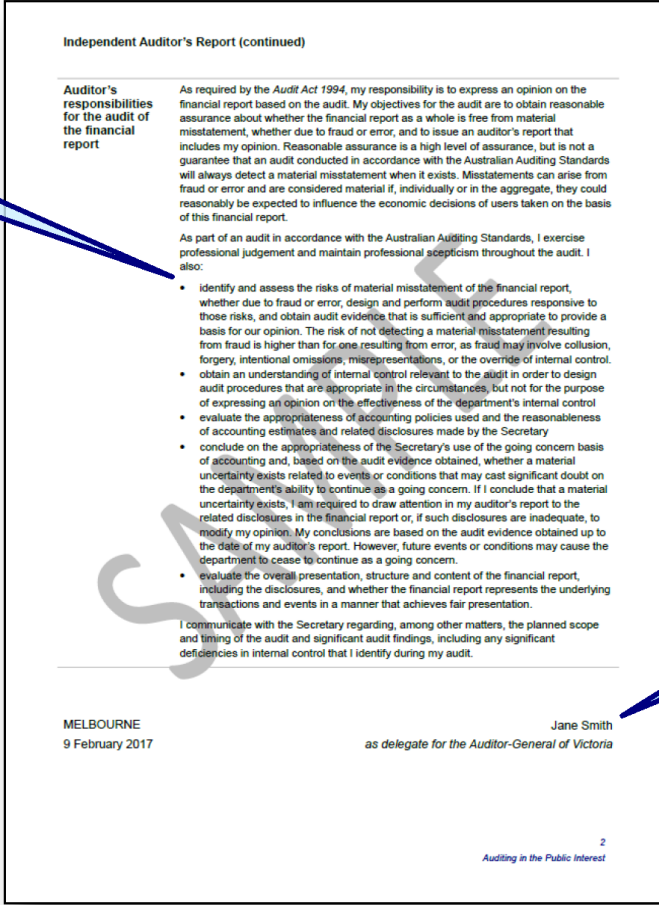 Independent Auditor's Report (continued)
Auditor's
responsibilities
for the audit of
the financial
report
As required by the Audit Act 1994, my responsibility is to express an opinion on the
financial report based on the audit. My objectives for the audit are to obtain reasonable
assurance about whether the financial report as a whole is free from material
misstatement, whether due to fraud or error, and to issue an auditor's report that
includes my opinion. Reasonable assurance is a high level of assurance, but is not a
guarantee that an audit conducted in accordance with the Australian Auditing Standards
will always detect a material misstatement when it exists. Misstatements can arise from
fraud or error and are considered material if, individually or in the aggregate, they could
reasonably be expected to influence the economic decisions of users taken on the basis
of this financial report.
As part of an audit in accordance with the Australian Auditing Standards, I exercise
professional judgement and maintain professional scepticism throughout the audit. I
also:
• identify and assess the risks of material misstatement of the financial report,
whether due to fraud or error, design and perform audit procedures responsive to
those risks, and obtain audit evidence that is sufficient and appropriate to provide a
basis for our opinion. The risk of not detecting a material misstatement resulting
from fraud is higher than for one resulting from error, as fraud may involve collusion,
forgery, intentional omissions, misrepresentations, or the override of internal control.
• obtain an understanding of internal control relevant to the audit in order to design
audit procedures that are appropriate in the circumstances, but not for the purpose
of expressing an opinion on the effectiveness of the department's internal control
• evaluate the appropriateness of accounting policies used and the reasonableness
of accounting estimates and related disclosures made by the Secretary
• conclude on the appropriateness of the Secretary's use of the going concern basis
of accounting and, based on the audit evidence obtained, whether a material
uncertainty exists related to events or conditions that may cast significant doubt on
the department's ability to continue as a going concern. If I conclude that a material
uncertainty exists, I am required to draw attention in my auditor's report to the
related disclosures in the financial report or, if such disclosures are inadequate, to
modify my opinion. My conclusions are based on the audit evidence obtained up to
the date of my auditor's report. However, future events or conditions may cause the
department to cease to continue as a going concern.
• evaluate the overall presentation, structure and content of the financial report,
including the disclosures, and whether the financial report represents the underlying
transactions and events in a manner that achieves fair presentation.
I communicate with the Secretary regarding, among other matters, the planned scope
and timing of the audit and significant audit findings, including any significant
deficiencies in internal control that I identify during my audit.
SAMPLE
MELBOURNE
9 February 2017
Jane Smith
as delegate for the Auditor-General of Victoria
2
Auditing in the Public Interest